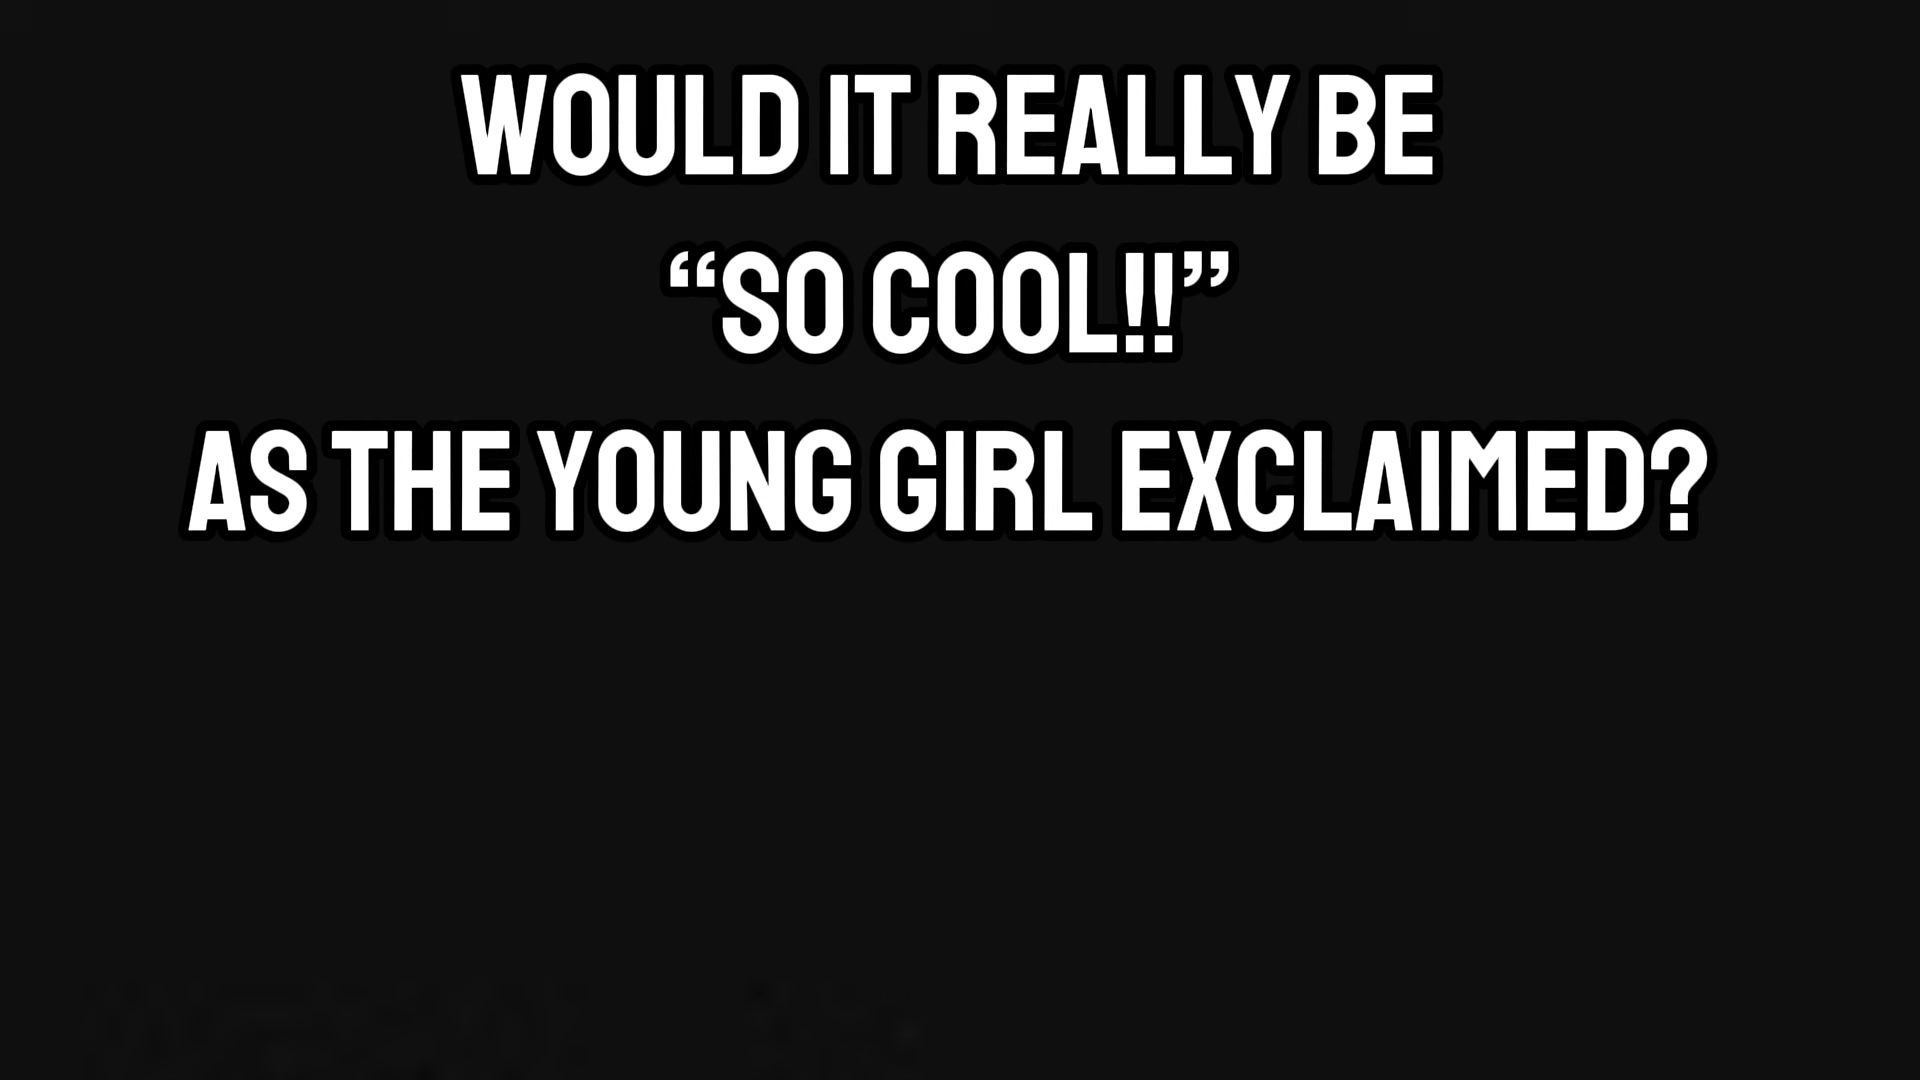 WOULD IT REALLY BE
“SO COOL!!”
AS THE YOUNG GIRL EXCLAIMED?